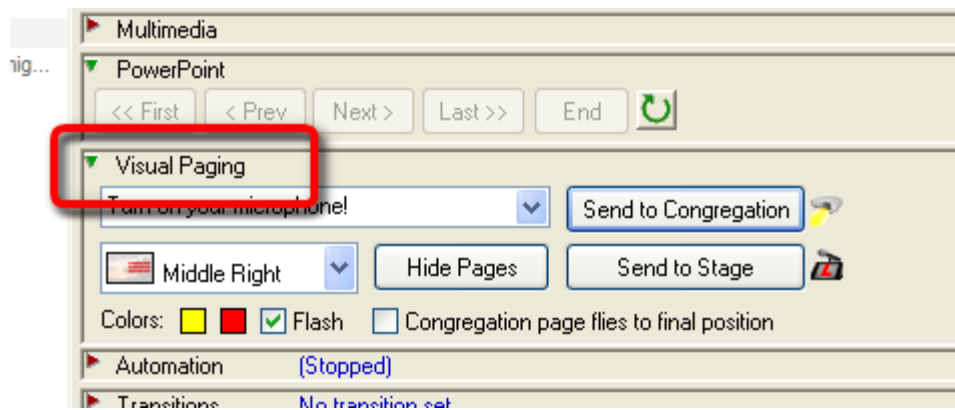 Multimedia
nig...
PowerPoint
<< First < Prev Next > Last >> End
Visual Paging
Turn on your microphone! Send to Congregation
Middle Right Hide Pages Send to Stage
Colors: Flash Congregation page flies to final position
Automation (Stopped)
Transitions No transition set